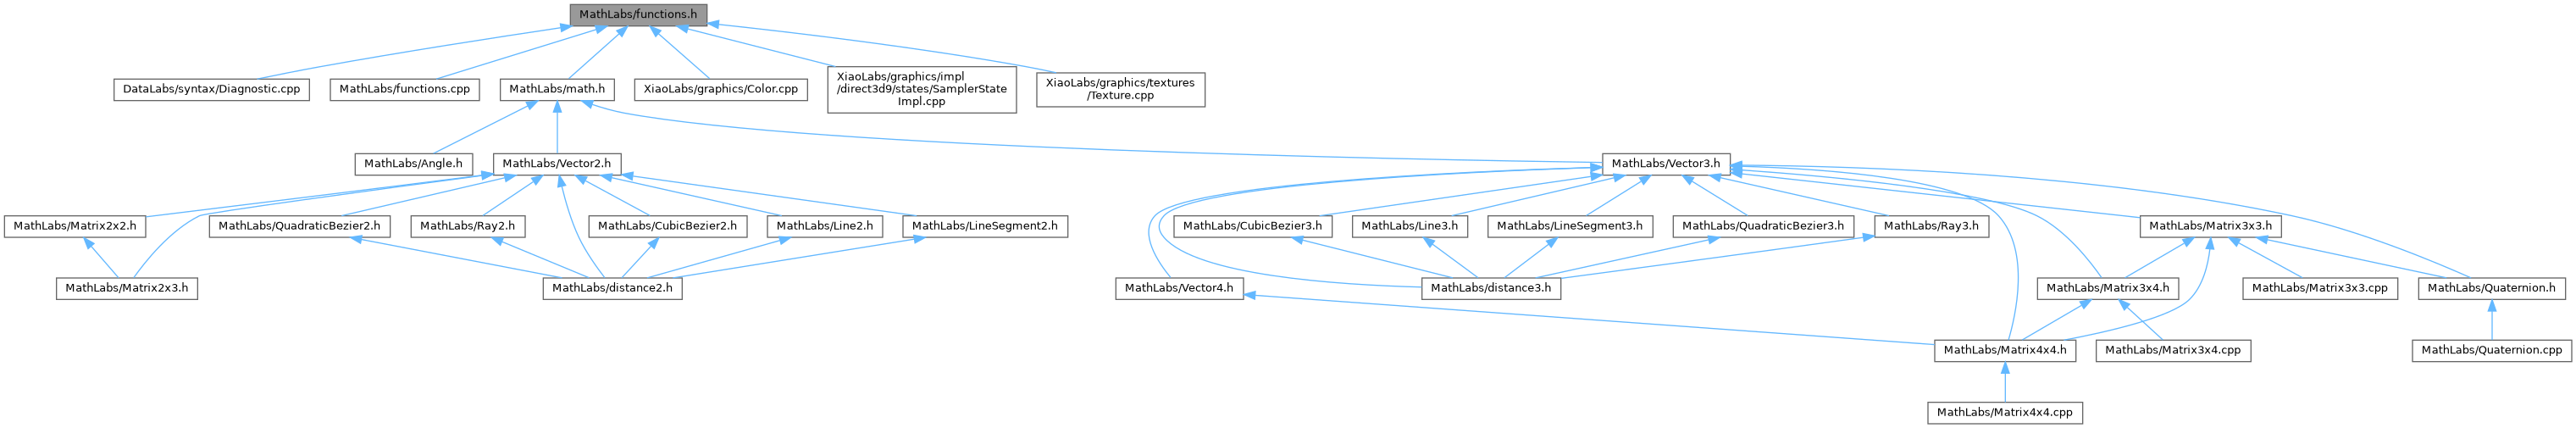 MathLabs/functions.h
DataLabs/syntax/Diagnostic.cpp
MathLabs/functions.cpp
MathLabs/math.h
XiaoLabs/graphics/Color.cpp
XiaoLabs/graphics/impl
/direct3d9/states/SamplerState
Impl.cpp
XiaoLabs/graphics/textures
/Texture.cpp
MathLabs/Angle.h
MathLabs/Vector2.h
MathLabs/Vector3.h
MathLabs/Matrix2x2.h
MathLabs/QuadraticBezier2.h
MathLabs/Ray2.h
MathLabs/CubicBezier2.h
MathLabs/Line2.h
MathLabs/LineSegment2.h
MathLabs/CubicBezier3.h
MathLabs/Line3.h
MathLabs/LineSegment3.h
MathLabs/QuadraticBezier3.h
MathLabs/Ray3.h
MathLabs/Matrix3x3.h
MathLabs/Matrix2x3.h
MathLabs/distance2.h
MathLabs/Vector4.h
MathLabs/distance3.h
MathLabs/Matrix3x4.h
MathLabs/Matrix3x3.cpp
MathLabs/Quaternion.h
MathLabs/Matrix4x4.h
MathLabs/Matrix3x4.cpp
MathLabs/Quaternion.cpp
MathLabs/Matrix4x4.cpp